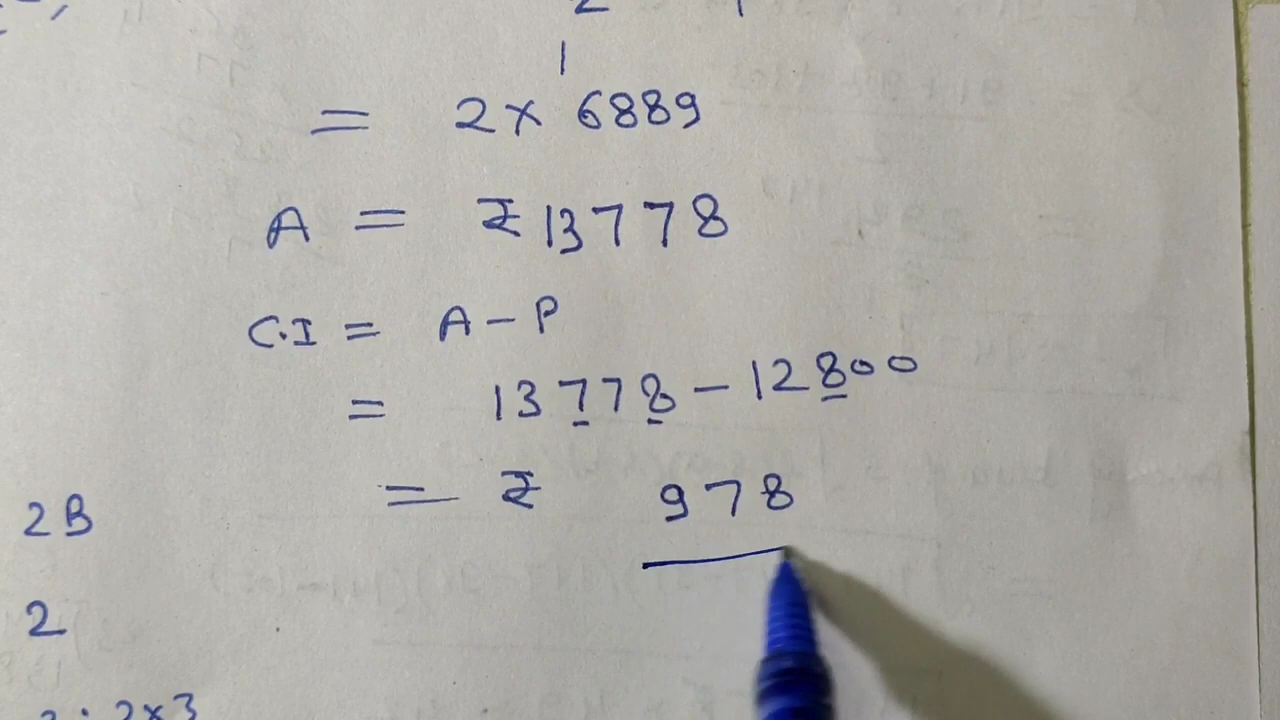 = 2 x 6889
A = ₹13778
C.I = A - P
= 13778 - 12800
= ₹ 978
2B
2